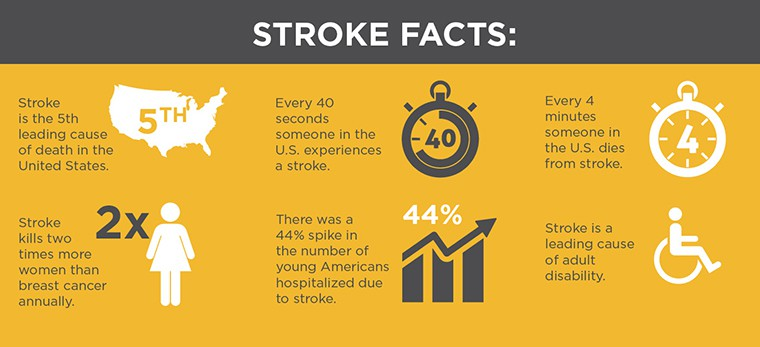 STROKE FACTS:
Stroke
is the 5th
leading cause
of death in the
United States.
5TH
Every 40
seconds
someone in the
U.S. experiences
a stroke.
40
Every 4
minutes
someone in
the U.S. dies
from stroke.
4
Stroke
kills two
times more
women than
breast cancer
annually.
2x
There was a
44% spike in
the number of
young Americans
hospitalized due
to stroke.
44%
Stroke is a
leading cause
of adult
disability.